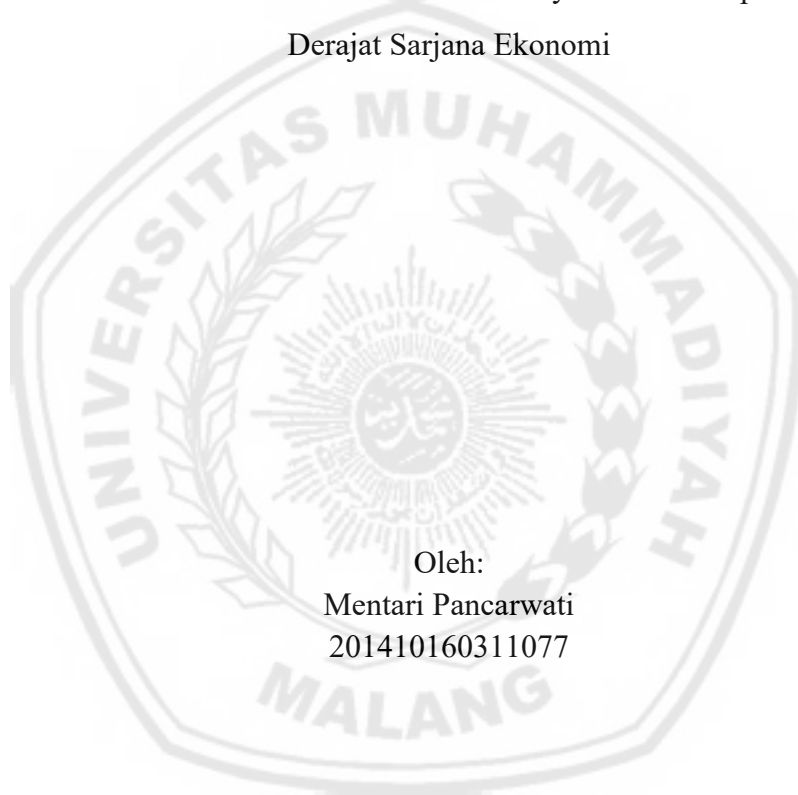 Derajat Sarjana Ekonomi
UNIVERSITAS MUHAMMADIYAH
Oleh:
Mentari Pancarwati
201410160311077
MALANG